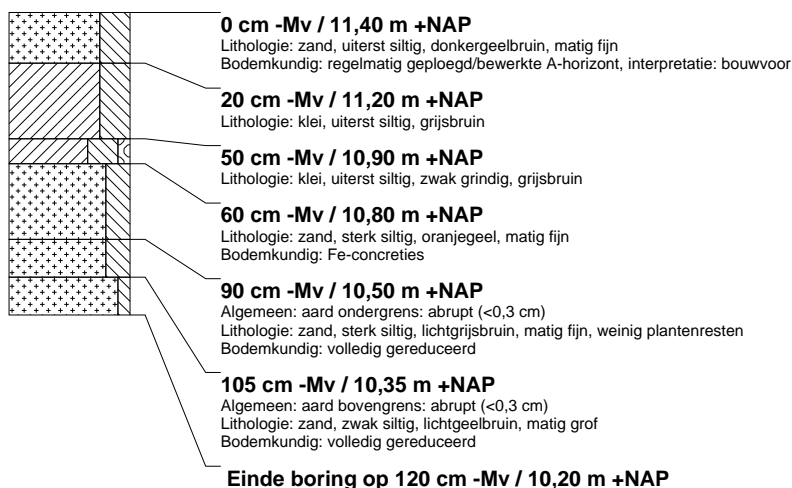 0 cm -Mv / 11,40 m +NAP
Lithologie: zand, uiterst siltig, donkergeelbruin, matig fijn
Bodemkundig: regelmatig geploegd/bewerkte A-horizont, interpretatie: bouwvoor
20 cm -Mv / 11,20 m +NAP
Lithologie: klei, uiterst siltig, grijsbruin
50 cm -Mv / 10,90 m +NAP
Lithologie: klei, uiterst siltig, zwak grindig, grijsbruin
60 cm -Mv / 10,80 m +NAP
Lithologie: zand, sterk siltig, oranjegeel, matig fijn
Bodemkundig: Fe-concreties
90 cm -Mv / 10,50 m +NAP
Algemeen: aard ondergrens: abrupt (<0,3 cm)
Lithologie: zand, sterk siltig, lichtgrijsbruin, matig fijn, weinig plantenresten
Bodemkundig: volledig gereduceerd
105 cm -Mv / 10,35 m +NAP
Algemeen: aard bovengrens: abrupt (<0,3 cm)
Lithologie: zand, zwak siltig, lichtgeelbruin, matig grof
Bodemkundig: volledig gereduceerd
Einde boring op 120 cm -Mv / 10,20 m +NAP